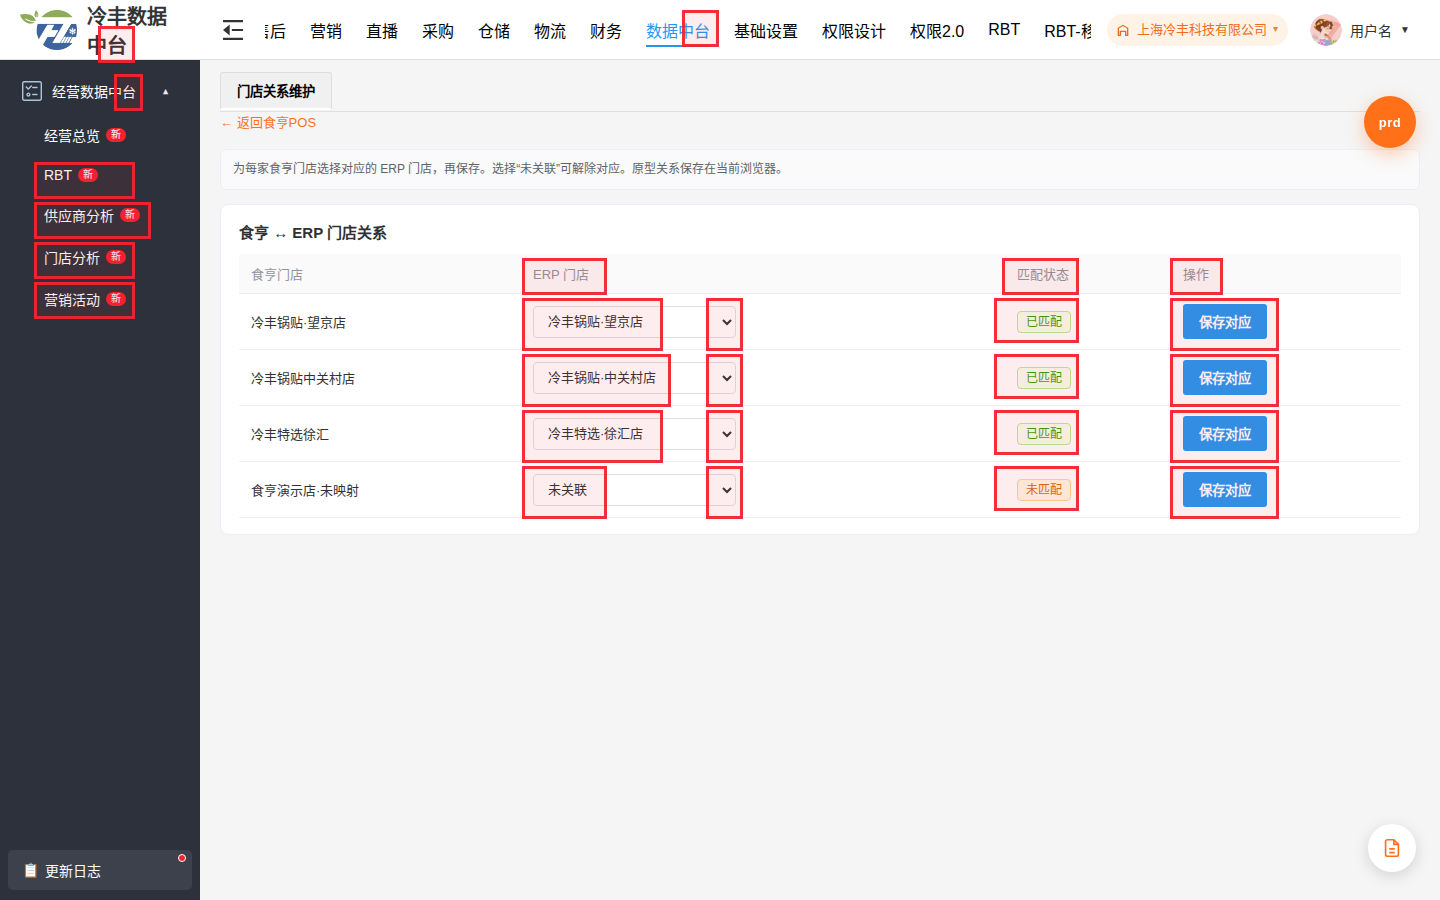 冷丰数据
中台
售后 营销 直播 采购 仓储 物流 财务 数据中台 基础设置 权限设计 权限2.0 RBT RBT-移
上海冷丰科技有限公司 ▾
用户名 ▼
经营数据中台 ▲
经营总览 新
RBT 新
供应商分析 新
门店分析 新
营销活动 新
📋 更新日志
门店关系维护
← 返回食亨POS
prd
为每家食亨门店选择对应的 ERP 门店，再保存。选择“未关联”可解除对应。原型关系保存在当前浏览器。
食亨 ↔ ERP 门店关系
食亨门店 ERP 门店 匹配状态 操作
冷丰锅贴·望京店 冷丰锅贴·望京店 已匹配 保存对应
冷丰锅贴中关村店 冷丰锅贴·中关村店 已匹配 保存对应
冷丰特选徐汇 冷丰特选·徐汇店 已匹配 保存对应
食亨演示店·未映射 未关联 未匹配 保存对应